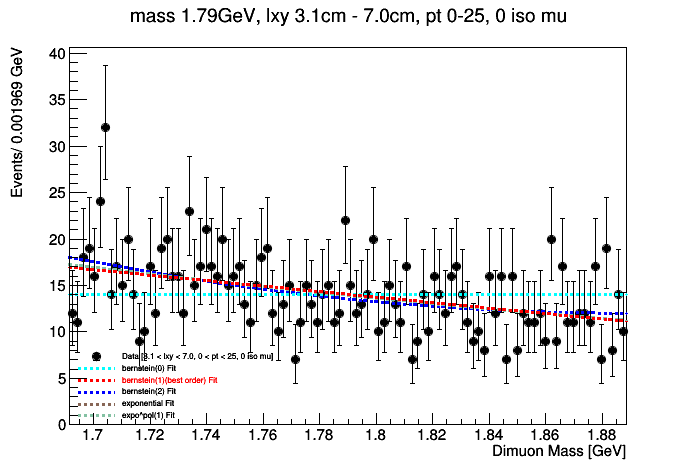 mass 1.79GeV, lxy 3.1cm - 7.0cm, pt 0-25, 0 iso mu
Events/ 0.001969 GeV
40
35
30
25
20
15
10
5
0
Data [3.1 < lxy < 7.0, 0 < pt < 25, 0 iso mu]
bernstein(0) Fit
bernstein(1)(best order) Fit
bernstein(2) Fit
exponential Fit
expo*pol(1) Fit
1.7 1.72 1.74 1.76 1.78 1.8 1.82 1.84 1.86 1.88
Dimuon Mass [GeV]